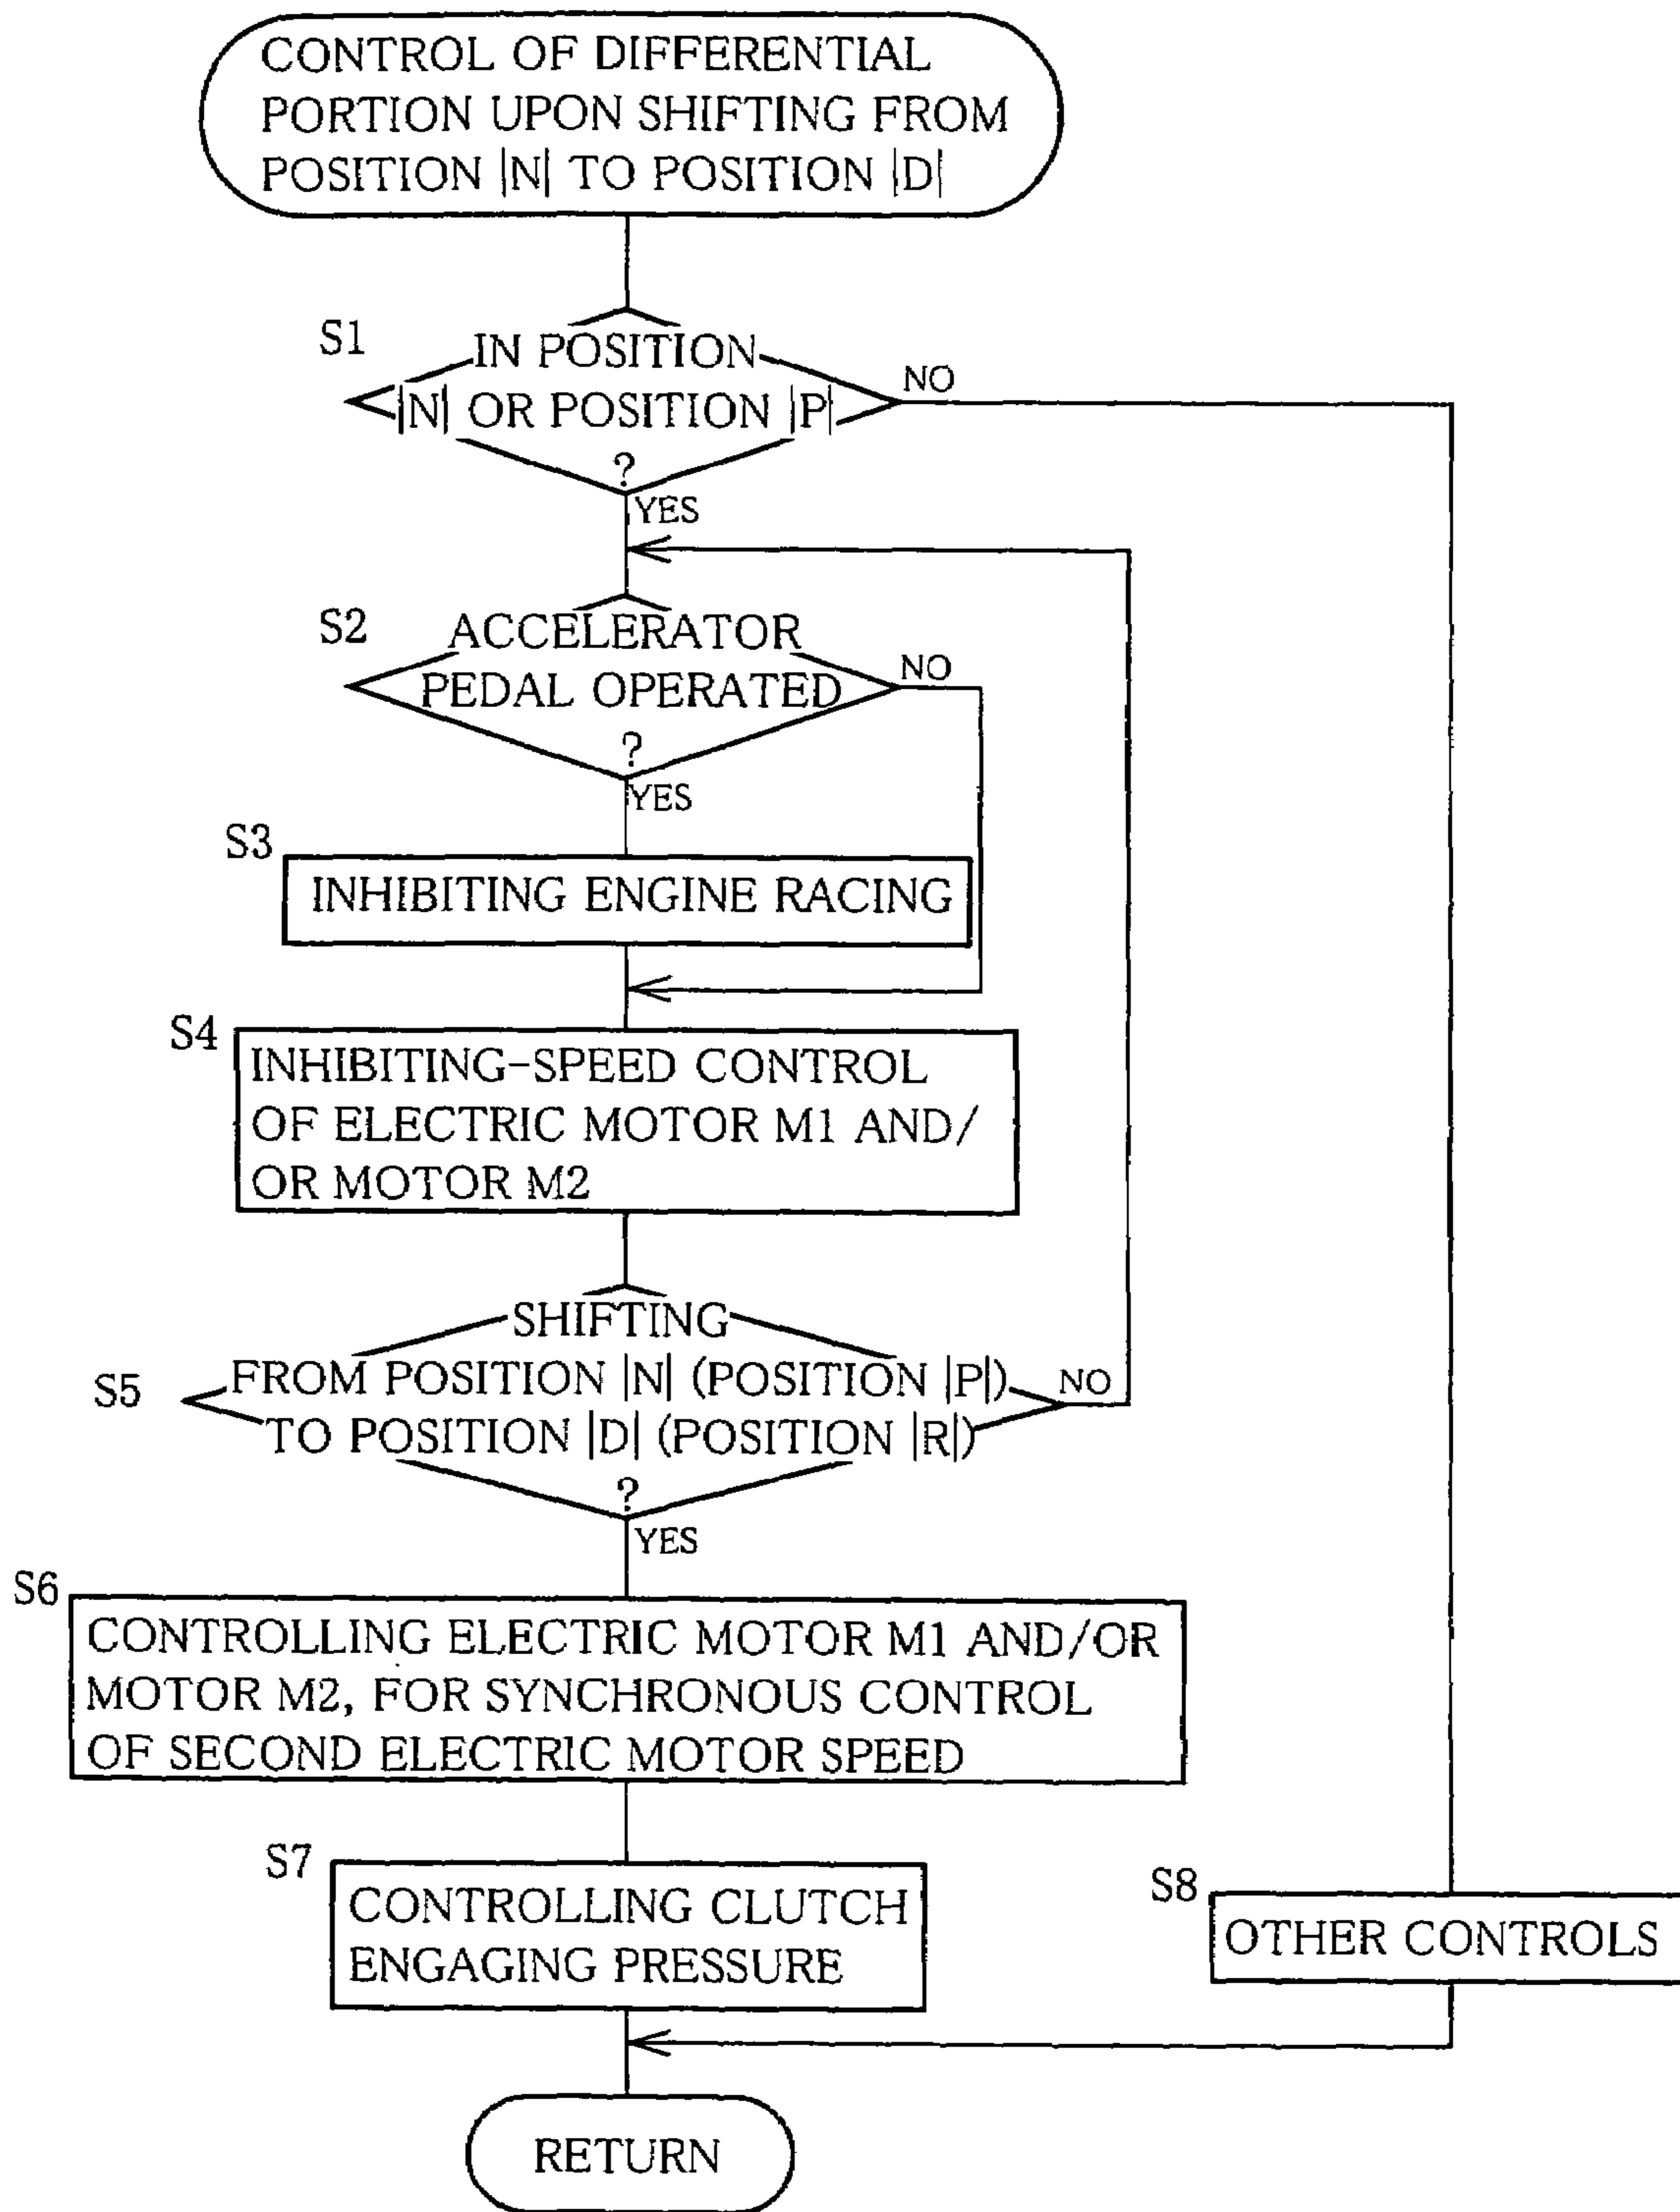 CONTROL OF DIFFERENTIAL
PORTION UPON SHIFTING FROM
POSITION |N| TO POSITION |D|
S1
IN POSITION
|N| OR POSITION |P|
?
NO
YES
S2
ACCELERATOR
PEDAL OPERATED
?
NO
YES
S3
INHIBITING ENGINE RACING
S4
INHIBITING-SPEED CONTROL
OF ELECTRIC MOTOR M1 AND/
OR MOTOR M2
S5
SHIFTING
FROM POSITION |N| (POSITION |P|)
TO POSITION |D| (POSITION |R|)
?
NO
YES
S6
CONTROLLING ELECTRIC MOTOR M1 AND/OR
MOTOR M2, FOR SYNCHRONOUS CONTROL
OF SECOND ELECTRIC MOTOR SPEED
S7
CONTROLLING CLUTCH
ENGAGING PRESSURE
S8
OTHER CONTROLS
RETURN